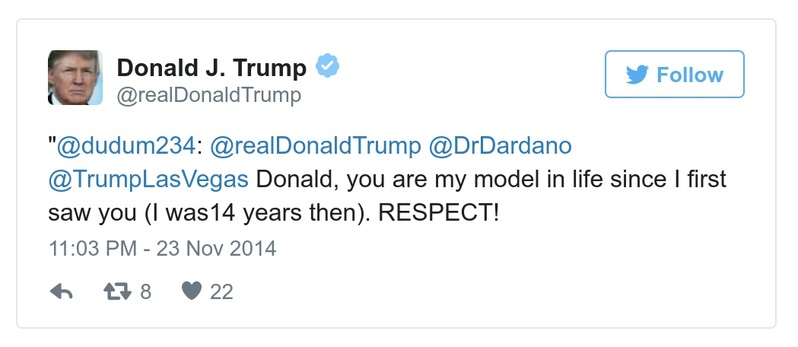 Donald J. Trump
@realDonaldTrump
Follow
"@dudum234: @realDonaldTrump @DrDardano
@TrumpLasVegas Donald, you are my model in life since I first
saw you (I was14 years then). RESPECT!
11:03 PM - 23 Nov 2014
8 22